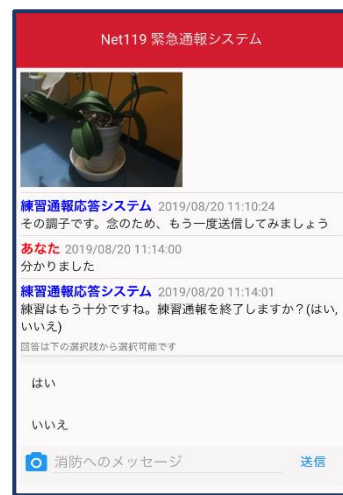 Net119 緊急通報システム
練習通報応答システム 2019/08/20 11:10:24
その調子です。念のため、もう一度送信してみましょう
あなた 2019/08/20 11:14:00
分かりました
練習通報応答システム 2019/08/20 11:14:01
練習はもう十分ですね。練習通報を終了しますか？(はい,
いいえ)
回答は下の選択肢から選択可能です
はい
いいえ
消防へのメッセージ
送信